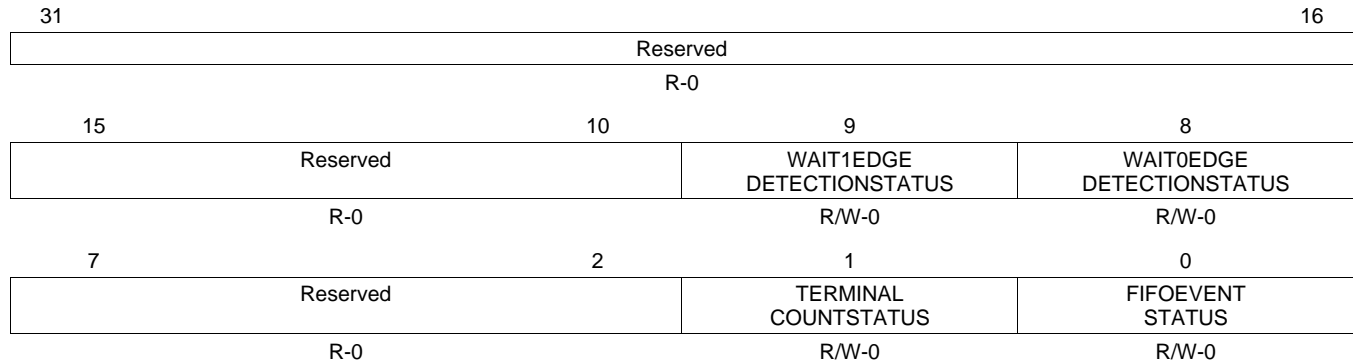 31 16
Reserved
R-0
15 10 9 8
Reserved WAIT1EDGE WAIT0EDGE
DETECTIONSTATUS DETECTIONSTATUS
R-0 R/W-0 R/W-0
7 2 1 0
Reserved TERMINAL FIFOEVENT
COUNTSTATUS STATUS
R-0 R/W-0 R/W-0